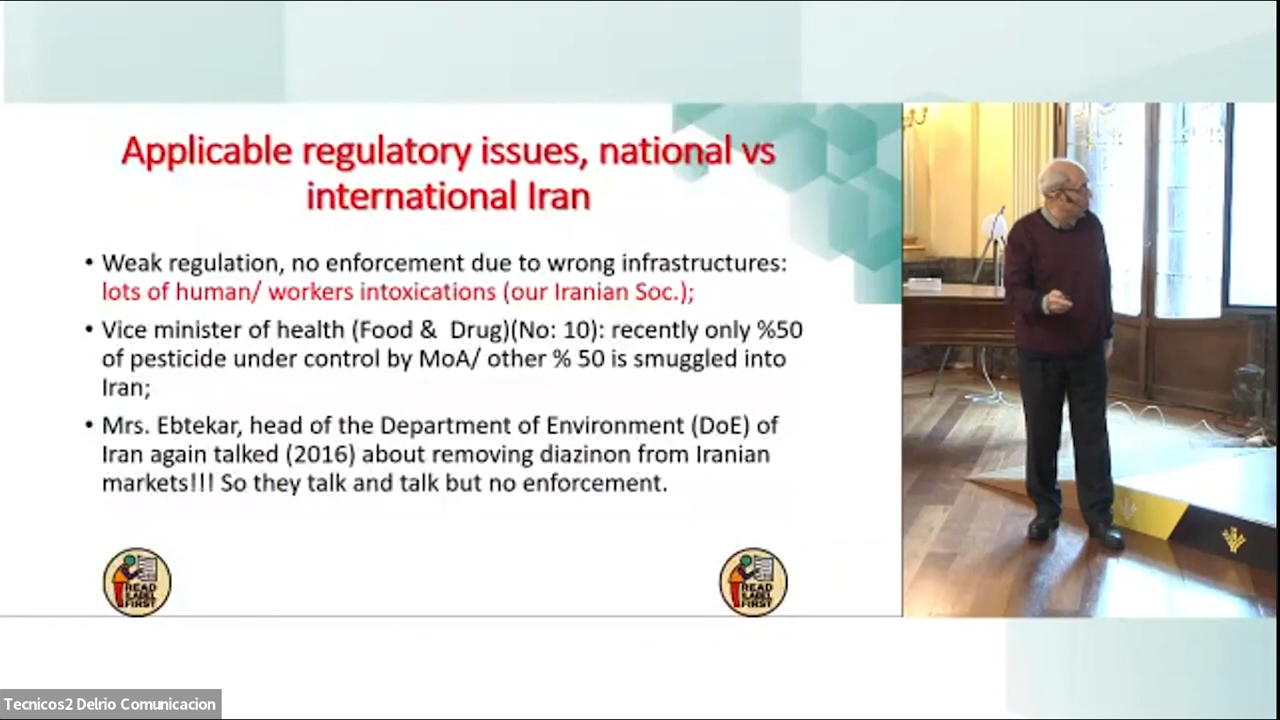 Applicable regulatory issues, national vs
international Iran
• Weak regulation, no enforcement due to wrong infrastructures:
lots of human/ workers intoxications (our Iranian Soc.);
• Vice minister of health (Food & Drug)(No: 10): recently only %50
of pesticide under control by MoA/ other % 50 is smuggled into
Iran;
• Mrs. Ebtekar, head of the Department of Environment (DoE) of
Iran again talked (2016) about removing diazinon from Iranian
markets!!! So they talk and talk but no enforcement.
READ
LABEL
FIRST
READ
LABEL
FIRST
Tecnicos2 Delrio Comunicacion